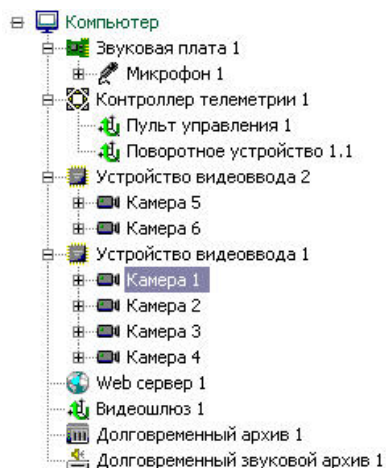 Компьютер
Звуковая плата 1
Микрофон 1
Контроллер телеметрии 1
Пульт управления 1
Поворотное устройство 1.1
Устройство видеоввода 2
Камера 5
Камера 6
Устройство видеоввода 1
Камера 1
Камера 2
Камера 3
Камера 4
Web сервер 1
Видеошлюз 1
Долговременный архив 1
Долговременный звуковой архив 1